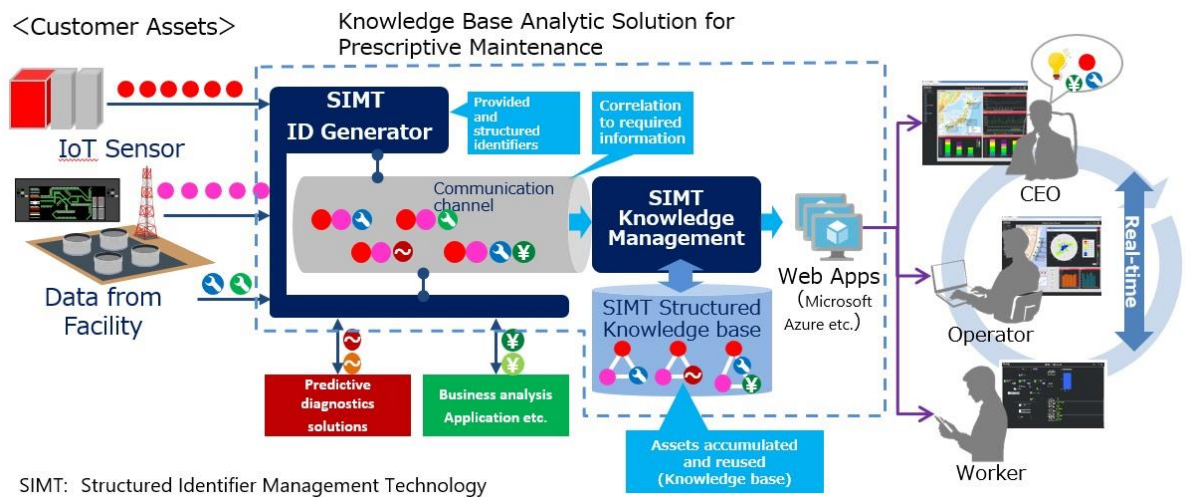 <Customer Assets>
Knowledge Base Analytic Solution for
Prescriptive Maintenance
IoT Sensor
Data from
Facility
SIMT
ID Generator
Provided
and
structured
identifiers
Correlation
to required
information
Communication
channel
SIMT
Knowledge
Management
Web Apps
(Microsoft
Azure etc.)
SIMT Structured
Knowledge base
Predictive
diagnostics
solutions
Business analysis
Application etc.
Assets accumulated
and reused
(Knowledge base)
CEO
Operator
Worker
Real-time
¥
¥
¥
¥
¥
SIMT: Structured Identifier Management Technology